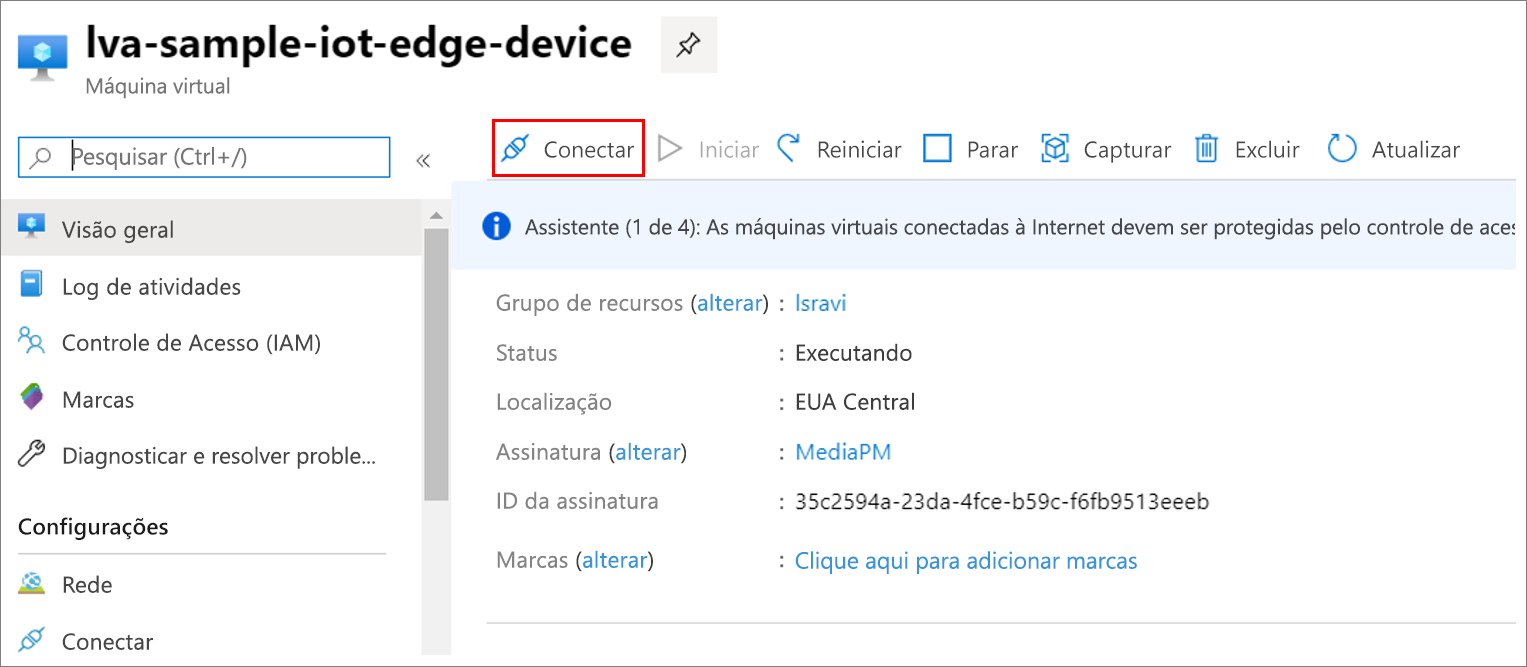 lva-sample-iot-edge-device
Máquina virtual
Pesquisar (Ctrl+/)
«
Conectar
Iniciar
Reiniciar
Parar
Capturar
Excluir
Atualizar
Visão geral
Log de atividades
Controle de Acesso (IAM)
Marcas
Diagnosticar e resolver proble...
Configurações
Rede
Conectar
Assistente (1 de 4): As máquinas virtuais conectadas à Internet devem ser protegidas pelo controle de aces
Grupo de recursos (alterar) : lsravi
Status : Executando
Localização : EUA Central
Assinatura (alterar) : MediaPM
ID da assinatura : 35c2594a-23da-4fce-b59c-f6fb9513eeeb
Marcas (alterar) : Clique aqui para adicionar marcas